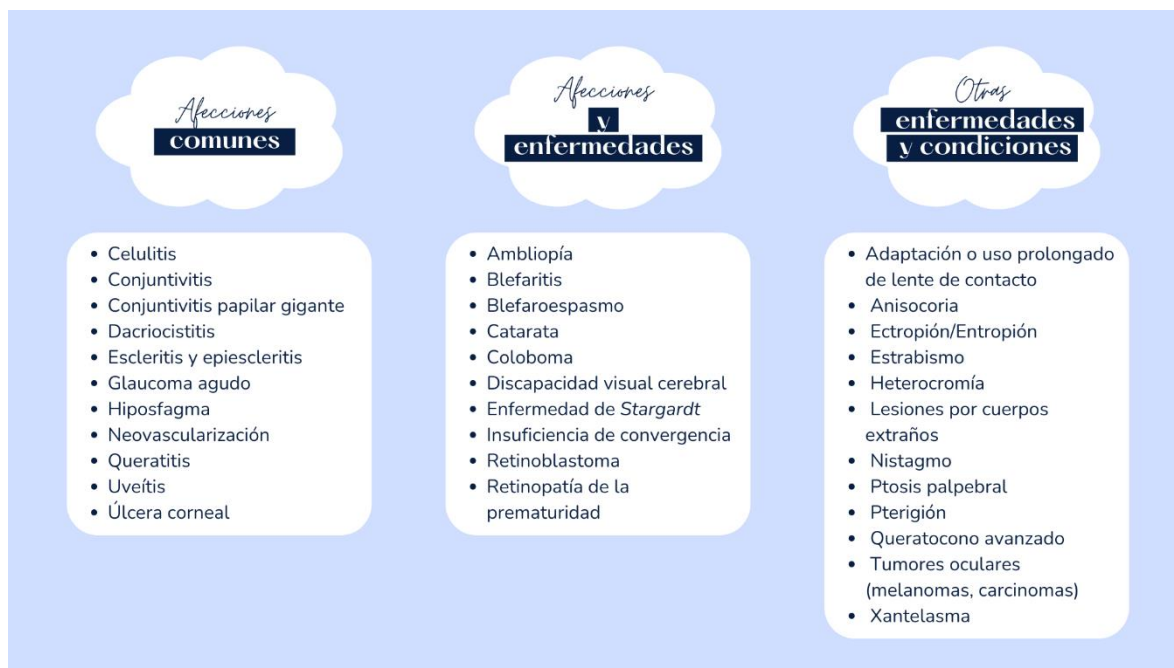 Afecciones
comunes
• Celulitis
• Conjuntivitis
• Conjuntivitis papilar gigante
• Dacriocistitis
• Escleritis y epiescleritis
• Glaucoma agudo
• Hiposfagma
• Neovascularización
• Queratitis
• Uveítis
• Úlcera corneal
Afecciones
y
enfermedades
• Ambliopía
• Blefaritis
• Blefaroespasmo
• Catarata
• Coloboma
• Discapacidad visual cerebral
• Enfermedad de Stargardt
• Insuficiencia de convergencia
• Retinoblastoma
• Retinopatía de la
prematuridad
Otras
enfermedades
y condiciones
• Adaptación o uso prolongado
de lente de contacto
• Anisocoria
• Ectropión/Entropión
• Estrabismo
• Heterocromía
• Lesiones por cuerpos
extraños
• Nistagmo
• Ptosis palpebral
• Pterigión
• Queratocono avanzado
• Tumores oculares
(melanomas, carcinomas)
• Xantelasma